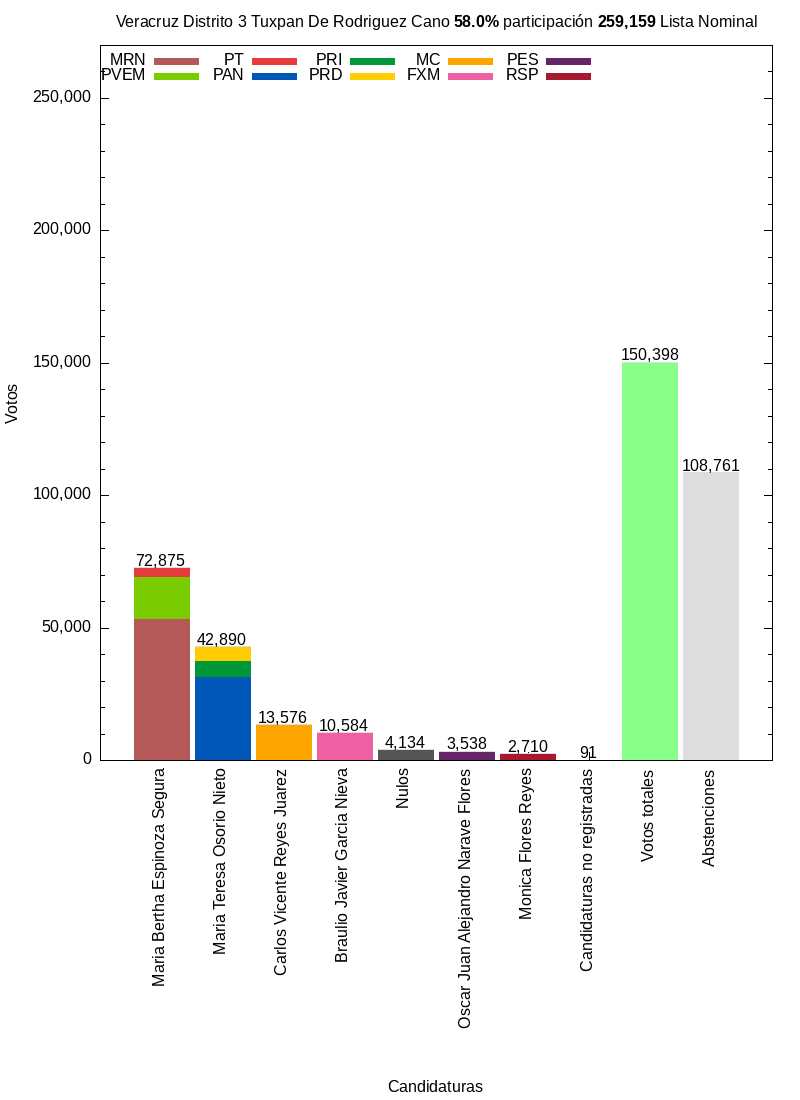 Veracruz Distrito 3 Tuxpan De Rodriguez Cano 58.0% participación 259,159 Lista Nominal
MRN PT PRI MC PES
PVEM PAN PRD FXM RSP
250,000
200,000
150,000
100,000
50,000
0
Votos
72,875
42,890
13,576
10,584
4,134
3,538
2,710
91
150,398
108,761
Maria Bertha Espinoza Segura
Maria Teresa Osorio Nieto
Carlos Vicente Reyes Juarez
Braulio Javier Garcia Nieva
Nulos
Oscar Juan Alejandro Narave Flores
Monica Flores Reyes
Candidaturas no registradas
Votos totales
Abstenciones
Candidaturas